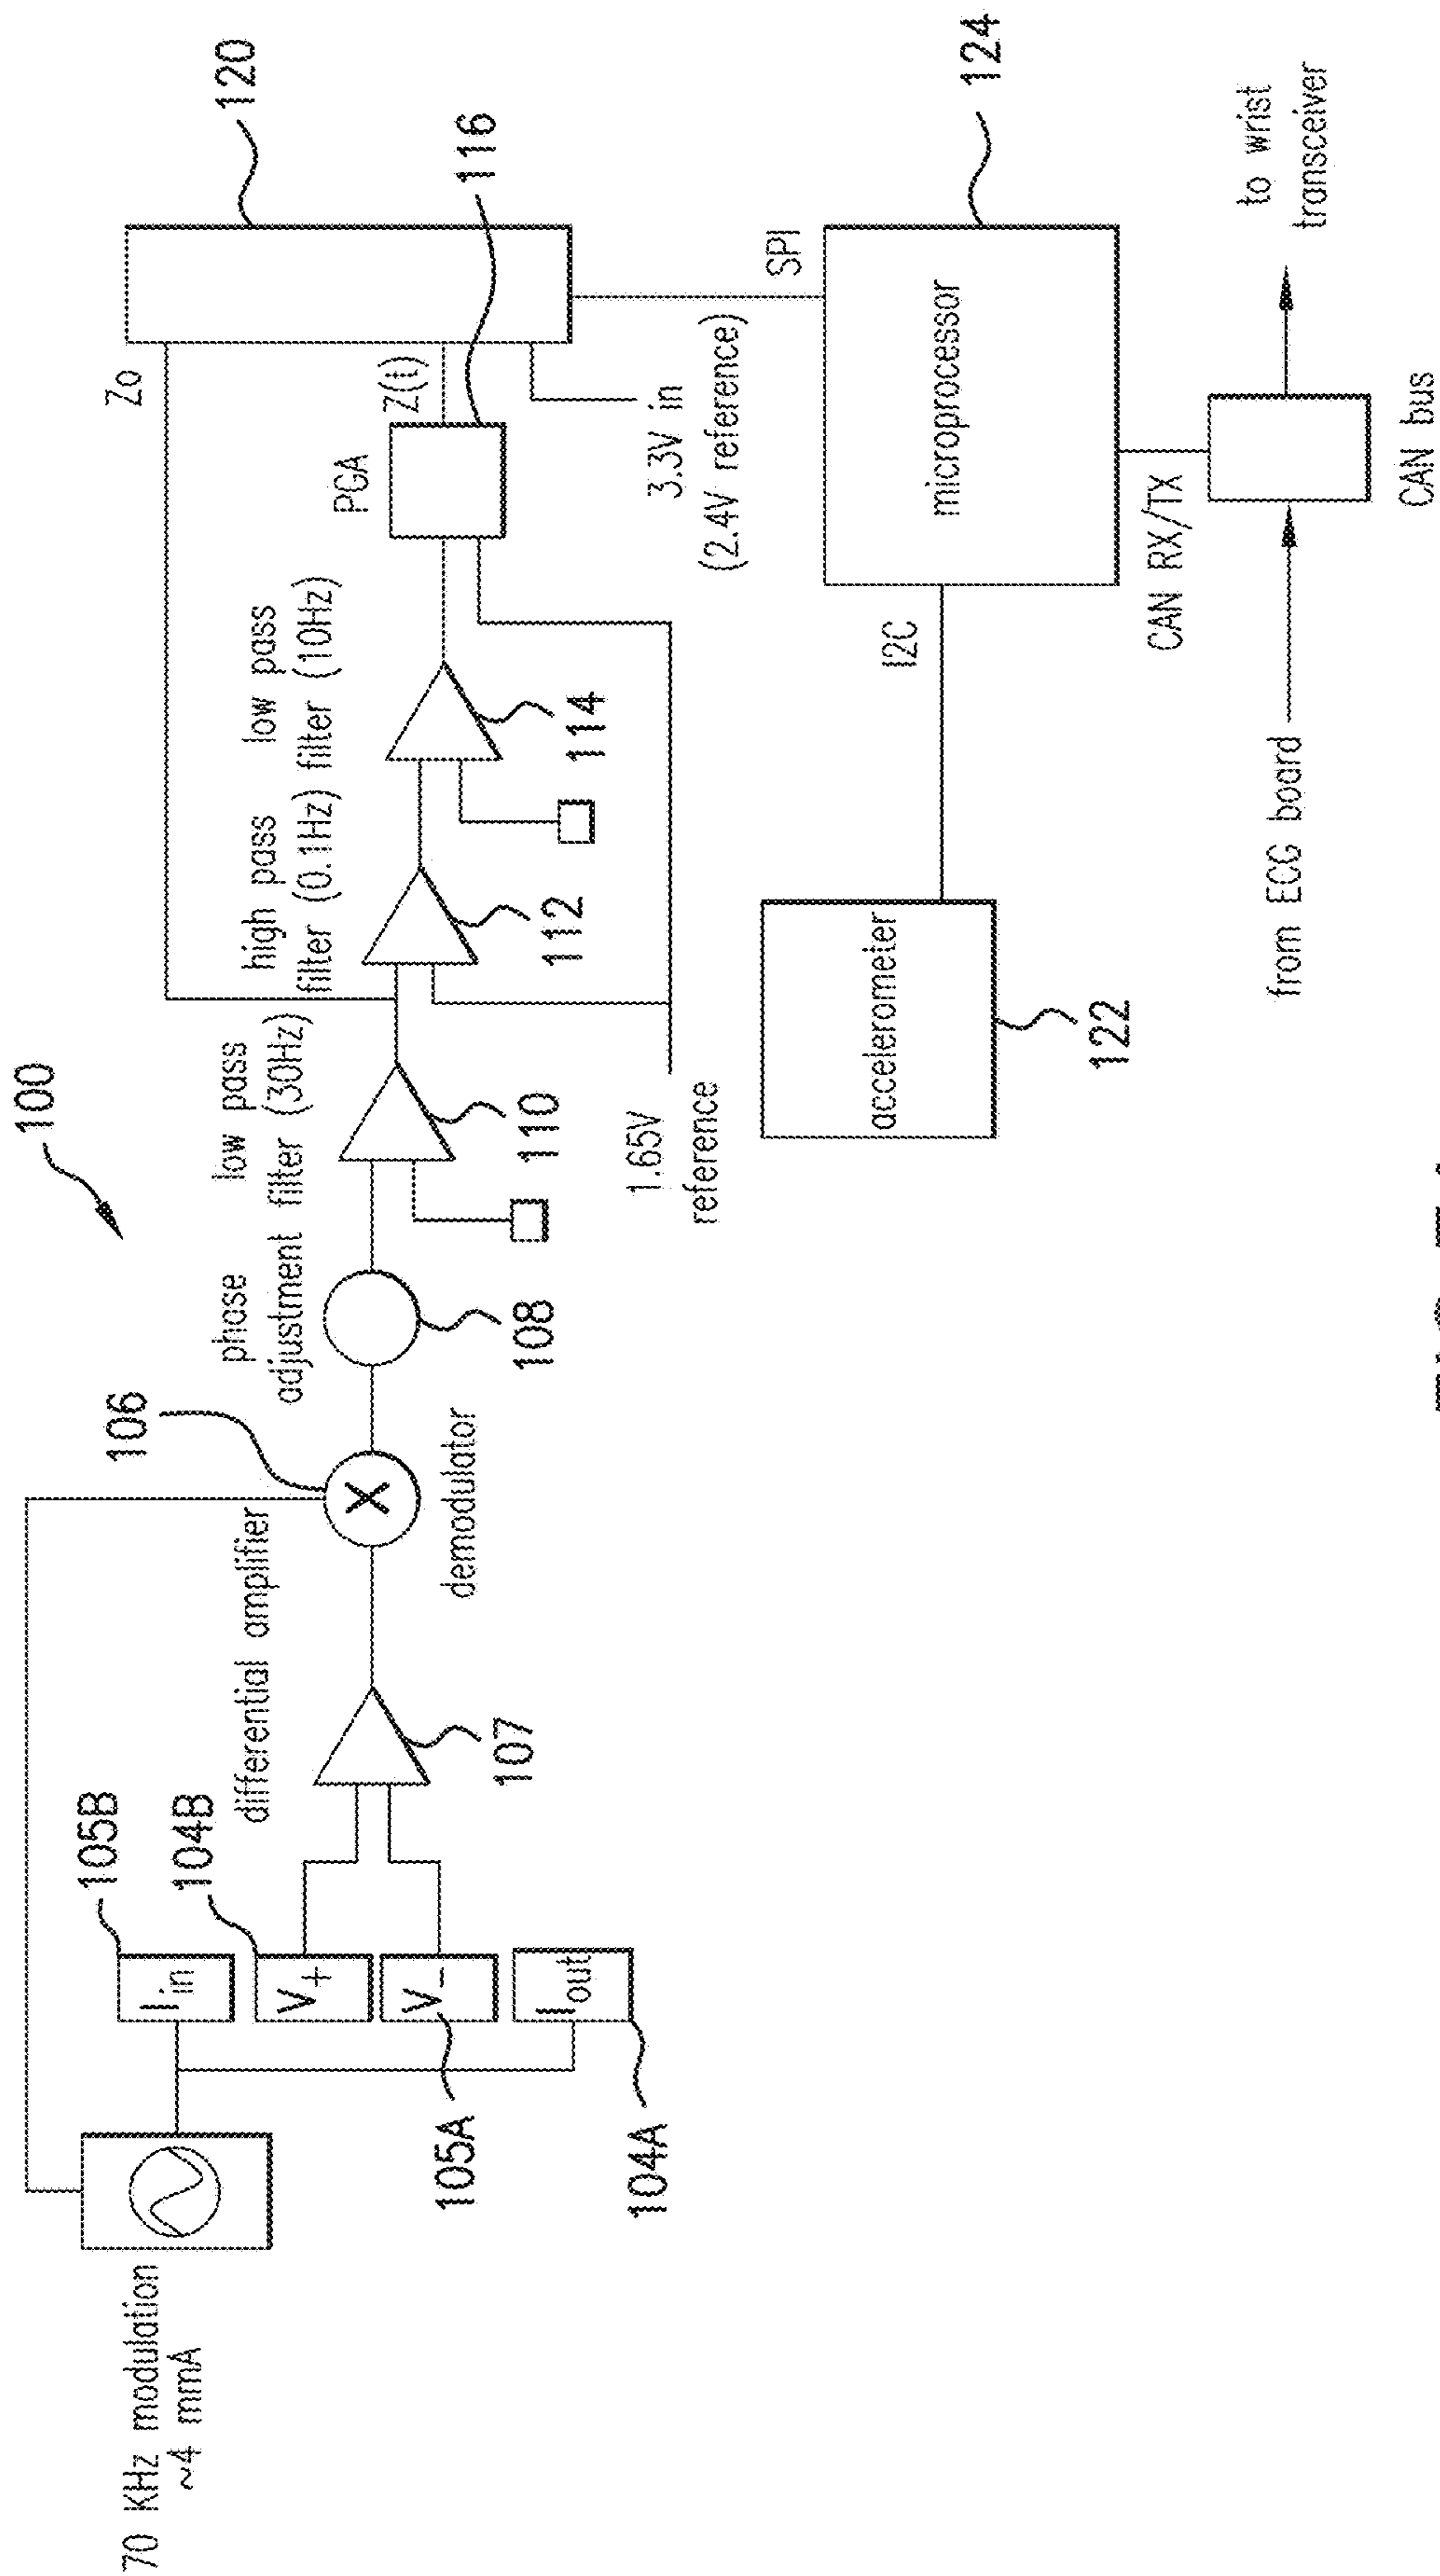 100
70 KHz modulation
~4 mmA
105B
Iin
104B
V+
V−
105A
Iout
104A
differential amplifier
107
106
demodulator
phase
adjustment
108
low pass
filter (30Hz)
110
high pass
filter (0.1Hz)
112
low pass
filter (10Hz)
114
1.65V
reference
PGA
116
Zo
Z(t)
120
3.3V in
(2.4V reference)
SPI
accelerometer
122
I2C
microprocessor
124
CAN RX/TX
from ECG board
CAN bus
to wrist
transceiver